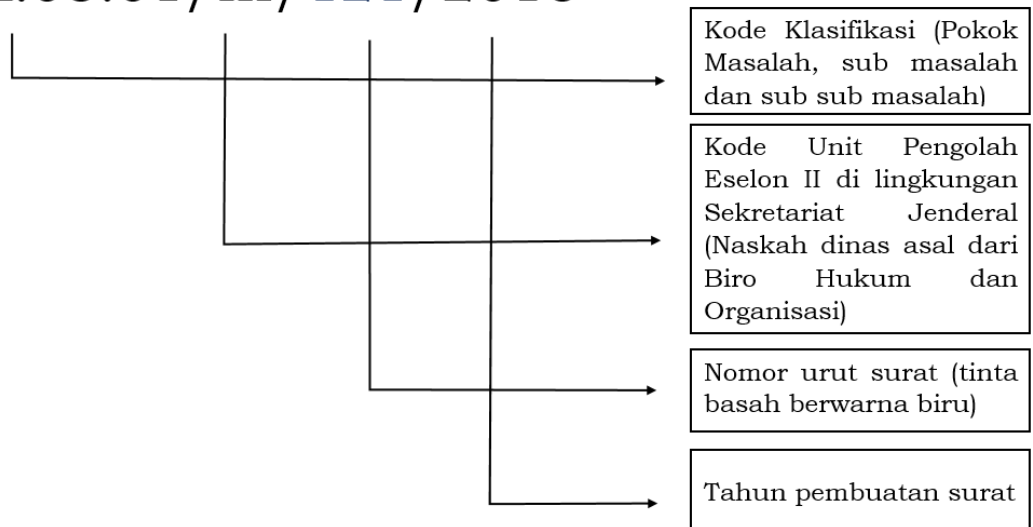 Kode Klasifikasi (Pokok
Masalah, sub masalah
dan sub sub masalah)
Kode Unit Pengolah
Eselon II di lingkungan
Sekretariat Jenderal
(Naskah dinas asal dari
Biro Hukum dan
Organisasi)
Nomor urut surat (tinta
basah berwarna biru)
Tahun pembuatan surat